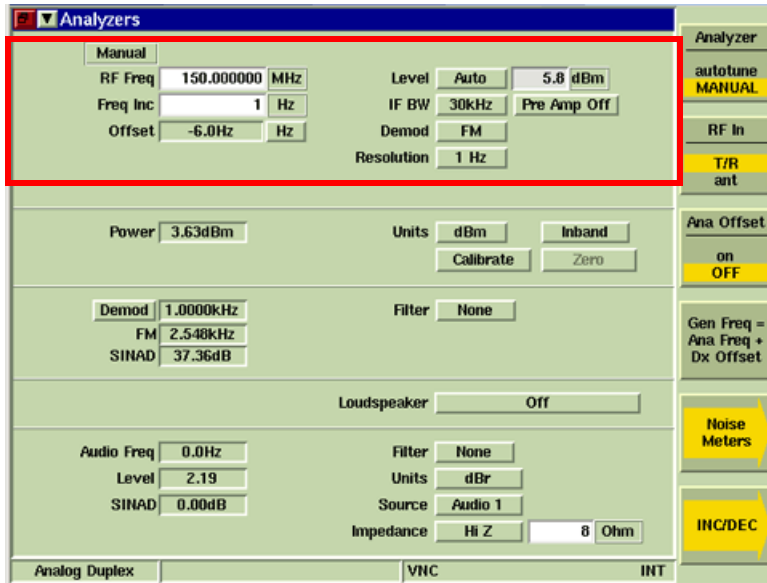 Analyzers
Manual
RF Freq 150.000000 MHz Level Auto 5.8 dBm
Freq Inc 1 Hz IF BW 30kHz Pre Amp Off
Offset -6.0Hz Hz Demod FM
Resolution 1 Hz
Power 3.63dBm Units dBm Inband
Calibrate Zero
Demod 1.0000kHz Filter None
FM 2.548kHz
SINAD 37.36dB
Loudspeaker Off
Audio Freq 0.0Hz Filter None
Level 2.19 Units dBr
SINAD 0.00dB Source Audio 1
Impedance Hi Z 8 Ohm
Analog Duplex VNC INT
Analyzer
autotune
MANUAL
RF In
T/R
ant
Ana Offset
on
OFF
Gen Freq =
Ana Freq +
Dx Offset
Noise
Meters
INC/DEC